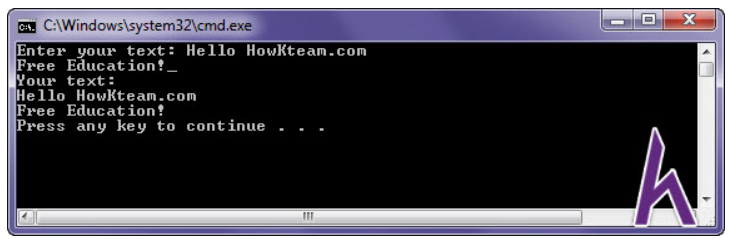 C:\Windows\system32\cmd.exe
Enter your text: Hello HowKteam.com
Free Education!_
Your text:
Hello HowKteam.com
Free Education!
Press any key to continue . . .